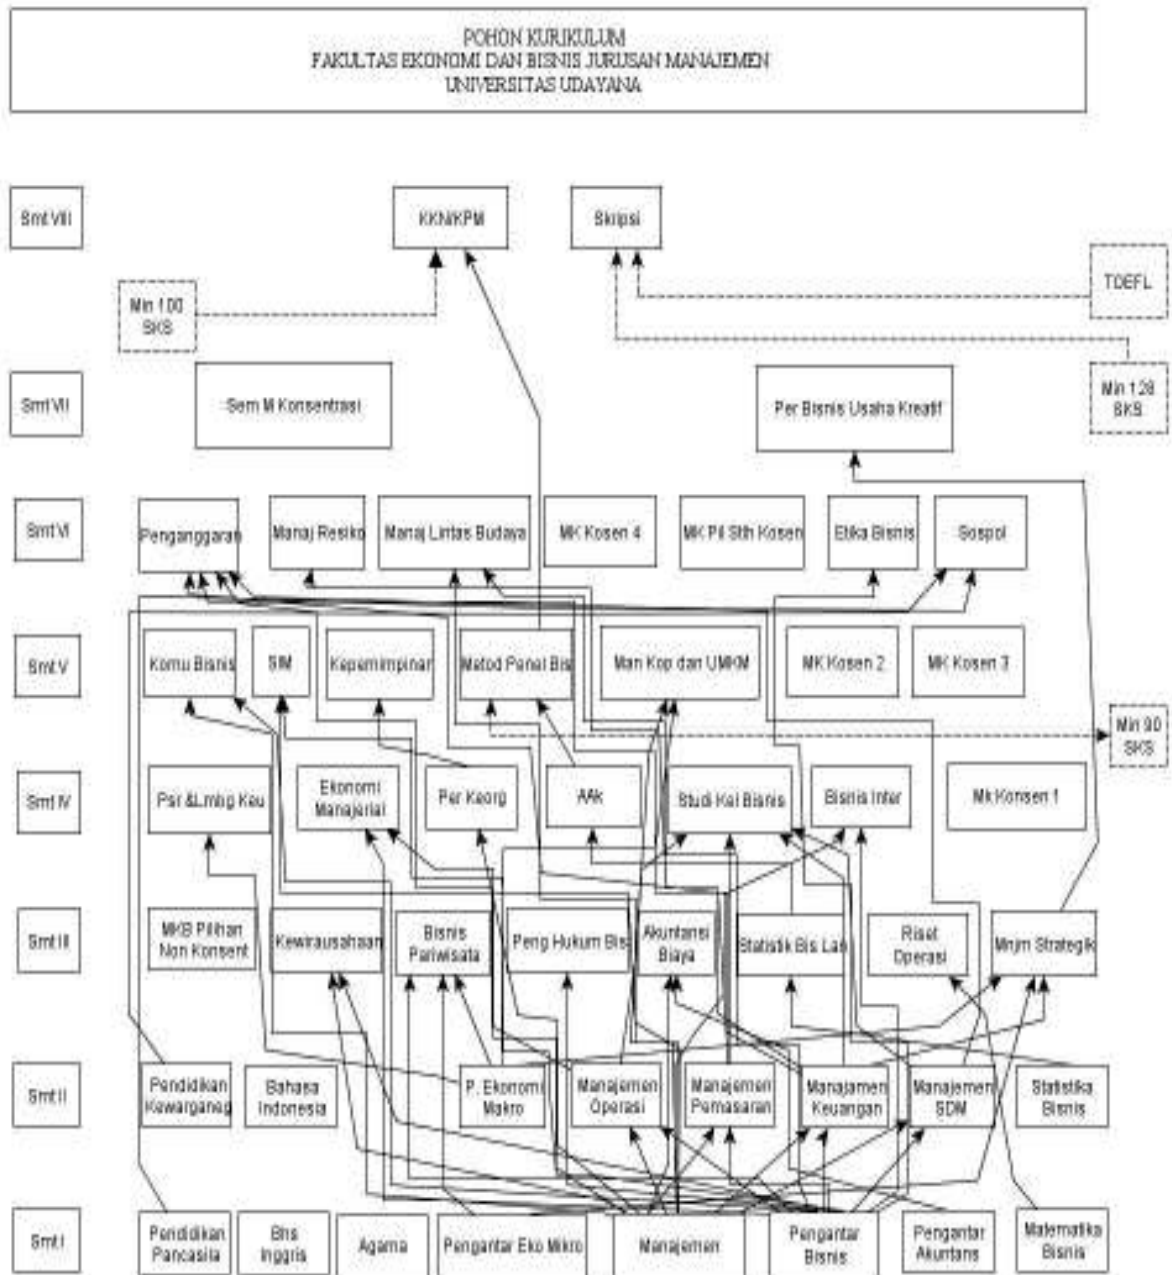 POHON KURIKULUM
FAKULTAS EKONOMI DAN BISNIS JURUSAN MANAJEMEN
UNIVERSITAS UDAYANA
Smt VIII
KKN/KPM
Skripsi
TOEFL
Min 100
SKS
Smt VII
Sem M Konsentrasi
Per Bisnis Usaha Kreatif
Min 128
SKS
Smt VI
Penganggaran
Manaj Resiko
Manaj Lintas Budaya
MK Kosen 4
MK Pil Stth Kosen
Etika Bisnis
Sospol
Smt V
Komu Bisnis
SIM
Kepemimpinan
Metod Penel Bis
Man Kop dan UMKM
MK Kosen 2
MK Kosen 3
Min 90
SKS
Smt IV
Psr &Lmbg Keu
Ekonomi
Manajerial
Per Keorg
AAk
Studi Kel Bisnis
Bisnis Inter
Mk Konsen 1
Smt III
MKB Pilihan
Non Konsent
Kewirausahaan
Bisnis
Pariwisata
Peng Hukum Bis
Akuntansi
Biaya
Statistik Bis Lan
Riset
Operasi
Mnjm Strategik
Smt II
Pendidikan
Kewarganeg
Bahasa
Indonesia
P. Ekonomi
Makro
Manajemen
Operasi
Manajemen
Pemasaran
Manajamen
Keuangan
Manajemen
SDM
Statistika
Bisnis
Smt I
Pendidikan
Pancasila
Bhs
Inggris
Agama
Pengantar Eko Mikro
Manajemen
Pengantar
Bisnis
Pengantar
Akuntans
Matematika
Bisnis